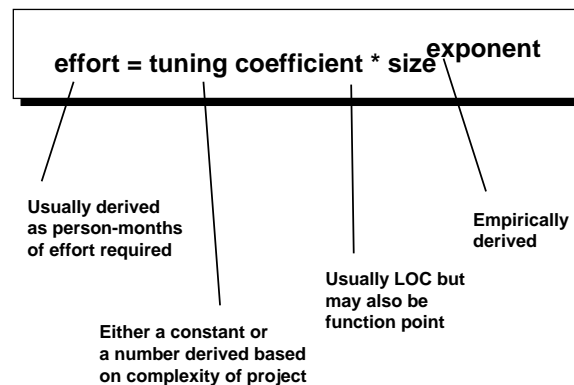 effort = tuning coefficient * size exponent
Usually derived
as person-months
of effort required
Empirically
derived
Usually LOC but
may also be
function point
Either a constant or
a number derived based
on complexity of project